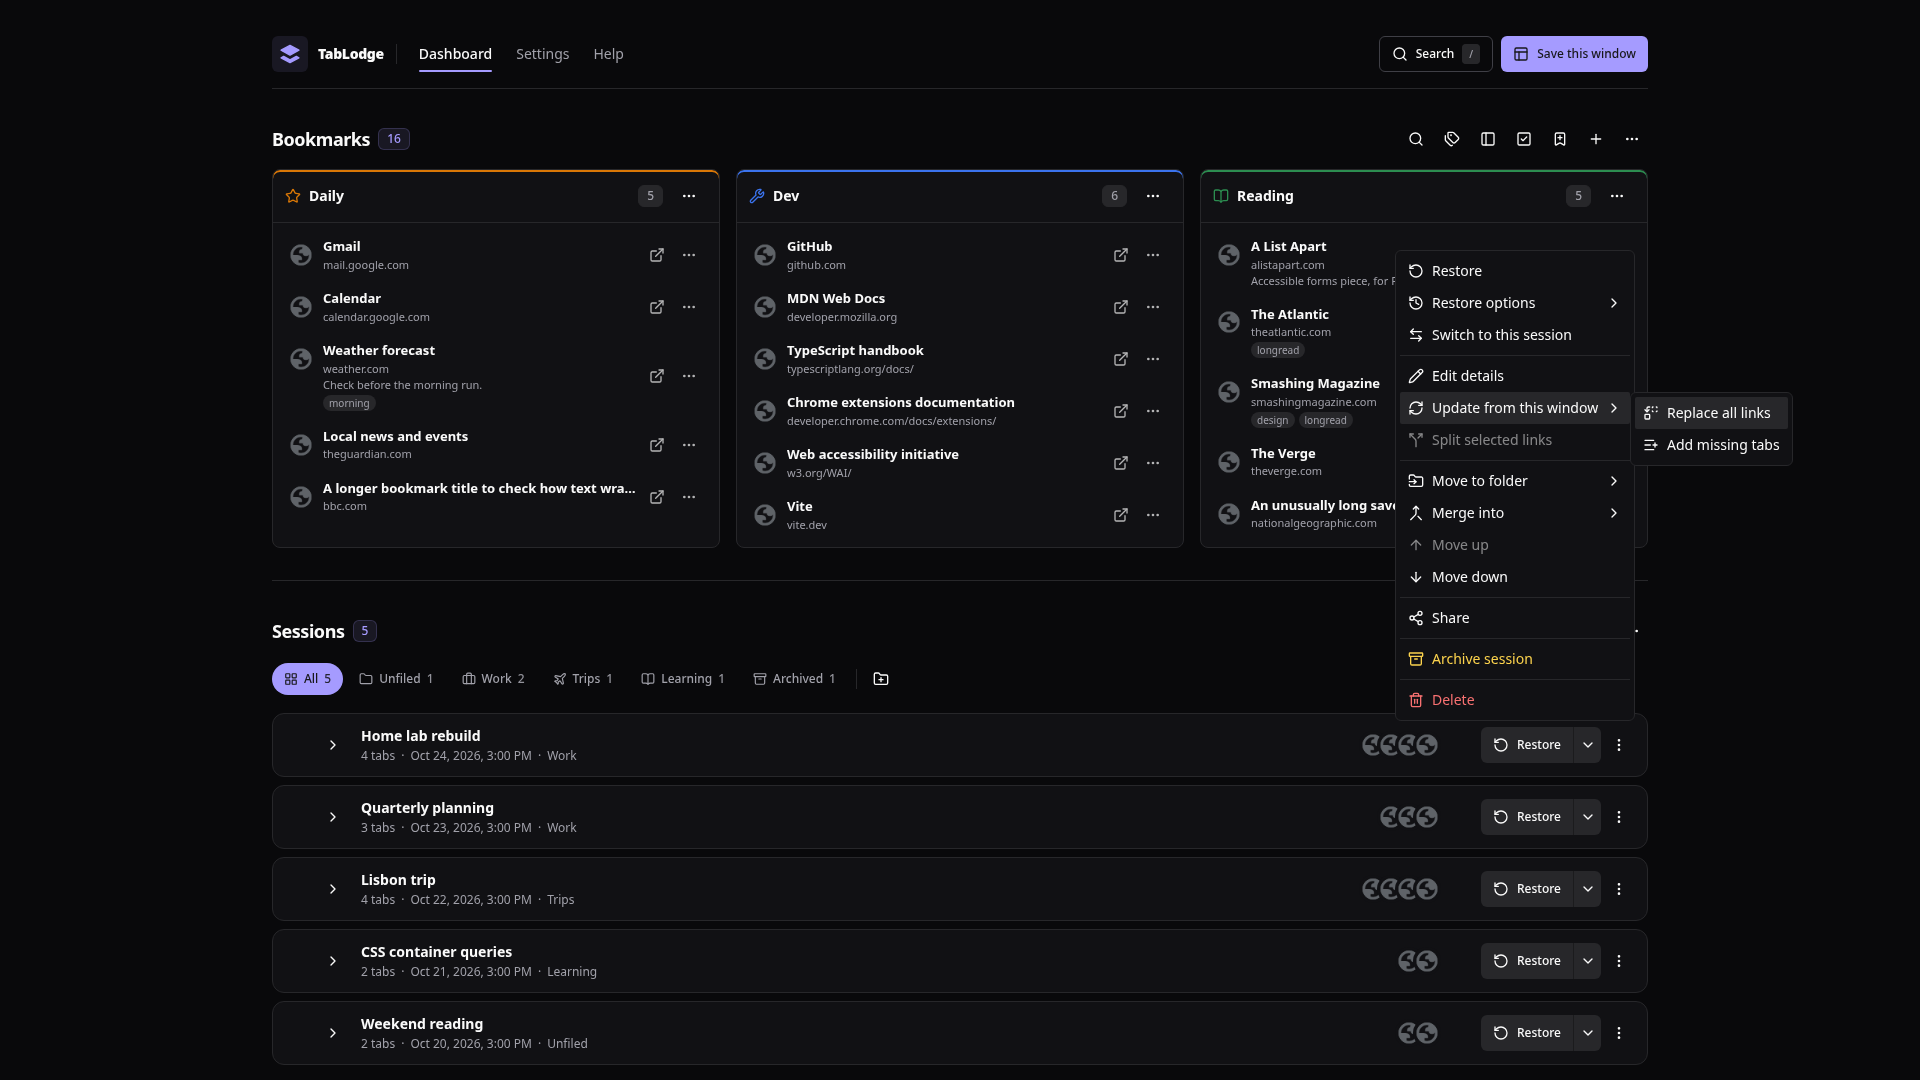 TabLodge
Dashboard
Settings
Help
Search /
Save this window
Bookmarks 16
Daily 5
Gmail
mail.google.com
Calendar
calendar.google.com
Weather forecast
weather.com
Check before the morning run.
morning
Local news and events
theguardian.com
A longer bookmark title to check how text wra...
bbc.com
Dev 6
GitHub
github.com
MDN Web Docs
developer.mozilla.org
TypeScript handbook
typescriptlang.org/docs/
Chrome extensions documentation
developer.chrome.com/docs/extensions/
Web accessibility initiative
w3.org/WAI/
Vite
vite.dev
Reading 5
A List Apart
alistapart.com
Accessible forms piece, for
The Atlantic
theatlantic.com
longread
Smashing Magazine
smashingmagazine.com
design longread
The Verge
theverge.com
An unusually long
nationalgeographic.com
Restore
Restore options
Switch to this session
Edit details
Update from this window
Split selected links
Move to folder
Merge into
Move up
Move down
Share
Archive session
Delete
Replace all links
Add missing tabs
Sessions 5
All 5
Unfiled 1
Work 2
Trips 1
Learning 1
Archived 1
Home lab rebuild
4 tabs · Oct 24, 2026, 3:00 PM · Work
Restore
Quarterly planning
3 tabs · Oct 23, 2026, 3:00 PM · Work
Restore
Lisbon trip
4 tabs · Oct 22, 2026, 3:00 PM · Trips
Restore
CSS container queries
2 tabs · Oct 21, 2026, 3:00 PM · Learning
Restore
Weekend reading
2 tabs · Oct 20, 2026, 3:00 PM · Unfiled
Restore